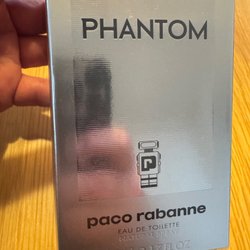 PHANTOM
paco rabanne
EAU DE TOILETTE